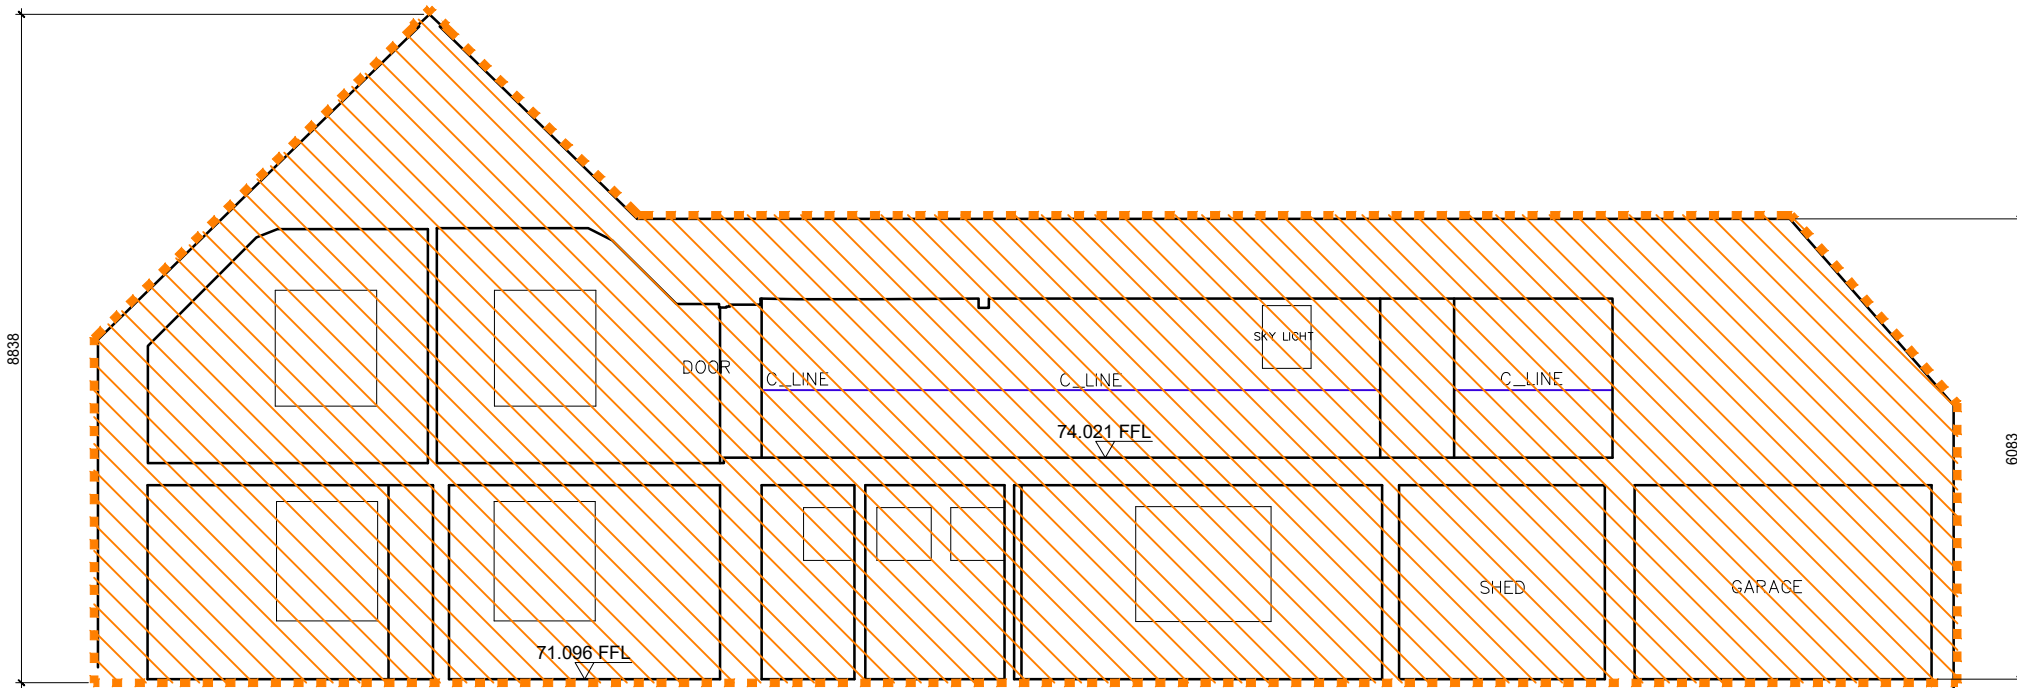 8838
SKY LIGHT
DOOR
C_LINE
C_LINE
C_LINE
74.021 FFL
6083
SHED
GARAGE
71.096 FFL